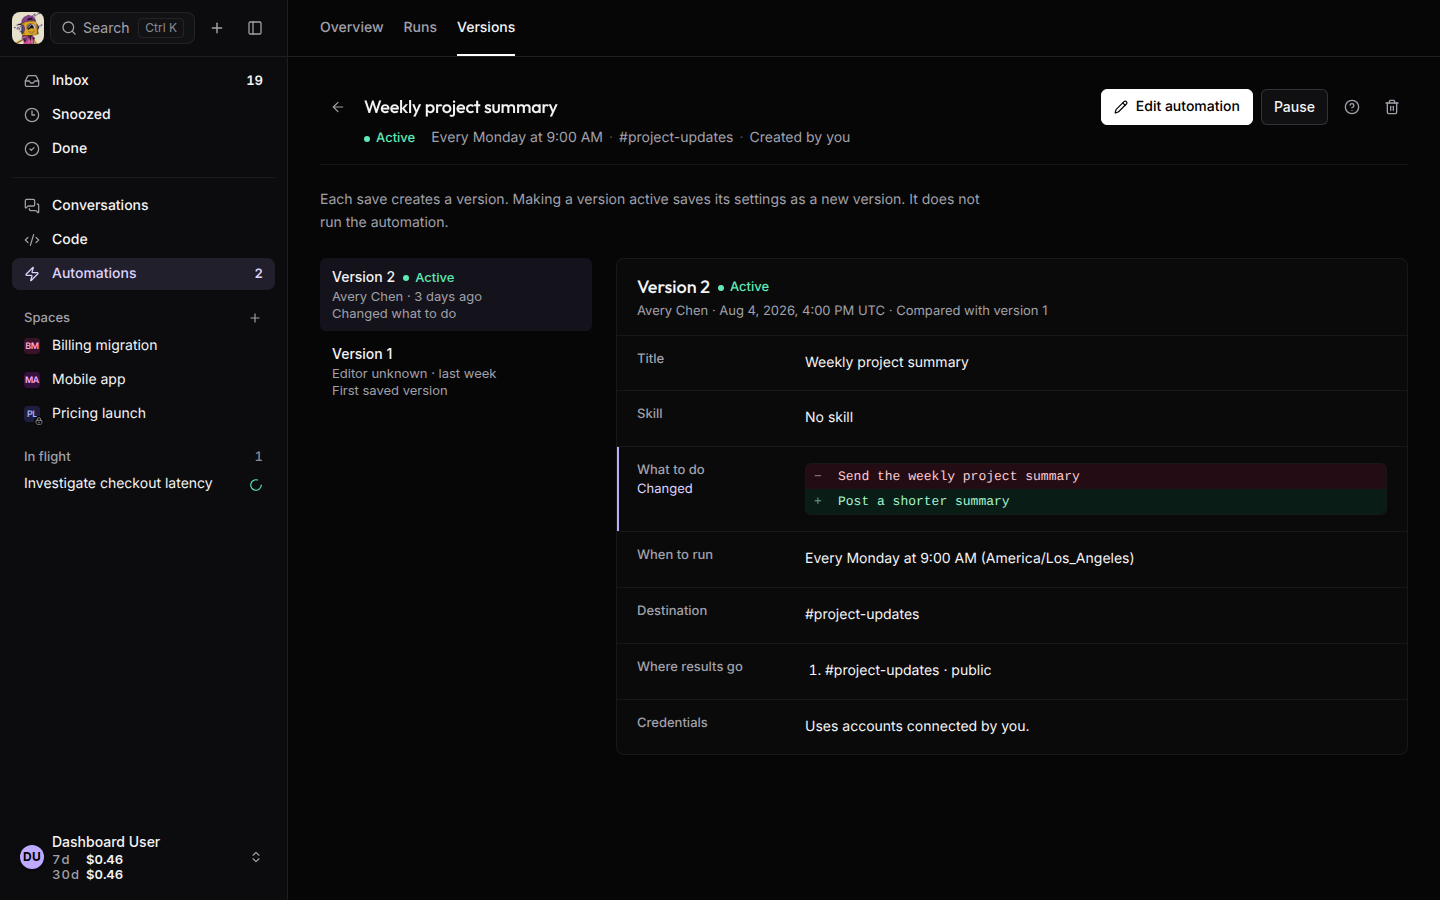 Search Ctrl K
Overview Runs Versions
Inbox 19
Snoozed
Done
Conversations
Code
Automations 2
Spaces
BM Billing migration
MA Mobile app
PL Pricing launch
In flight 1
Investigate checkout latency
Dashboard User
DU
7d $0.46
30d $0.46
Weekly project summary
Edit automation
Pause
Active Every Monday at 9:00 AM · #project-updates · Created by you
Each save creates a version. Making a version active saves its settings as a new version. It does not
run the automation.
Version 2 Active
Avery Chen · 3 days ago
Changed what to do
Version 1
Editor unknown · last week
First saved version
Version 2 Active
Avery Chen · Aug 4, 2026, 4:00 PM UTC · Compared with version 1
Title Weekly project summary
Skill No skill
What to do
Changed
− Send the weekly project summary
+ Post a shorter summary
When to run Every Monday at 9:00 AM (America/Los_Angeles)
Destination #project-updates
Where results go 1. #project-updates · public
Credentials Uses accounts connected by you.